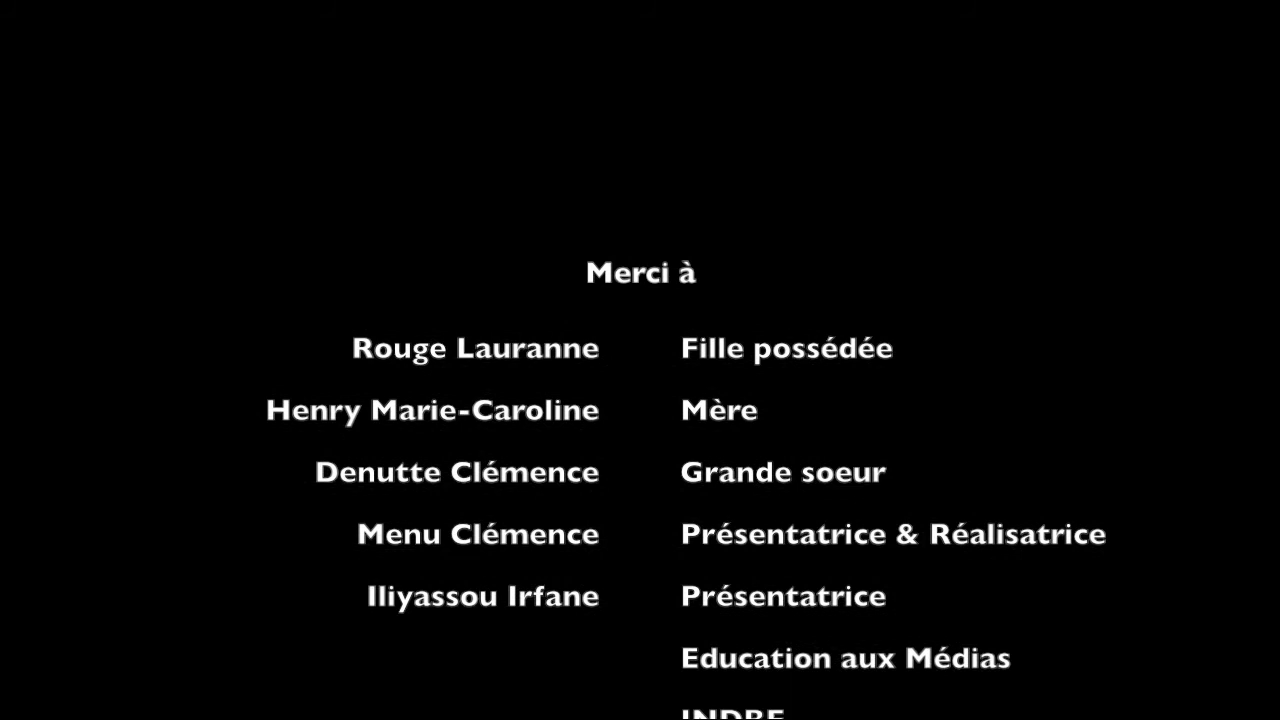 Merci à
Rouge Lauranne Fille possédée
Henry Marie-Caroline Mère
Denutte Clémence Grande soeur
Menu Clémence Présentatrice & Réalisatrice
Iliyassou Irfane Présentatrice
Education aux Médias